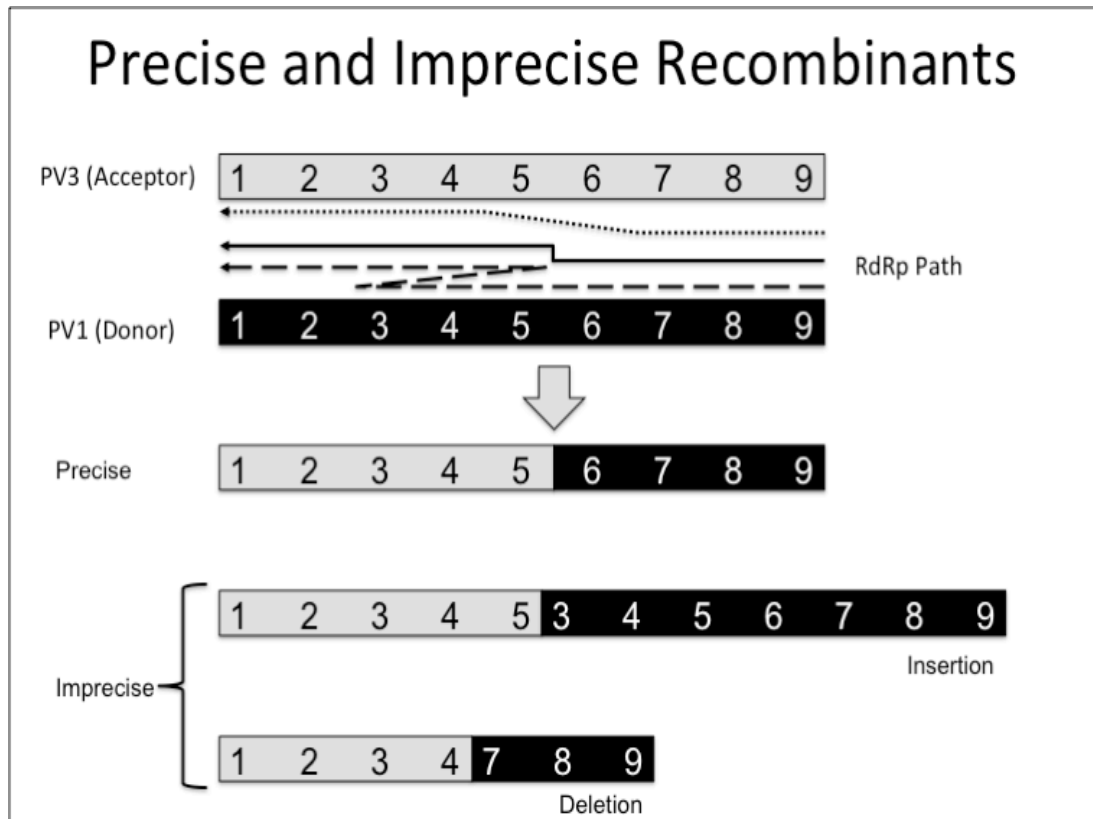 Precise and Imprecise Recombinants
PV3 (Acceptor) 1 2 3 4 5 6 7 8 9
RdRp Path
PV1 (Donor) 1 2 3 4 5 6 7 8 9
Precise 1 2 3 4 5 6 7 8 9
1 2 3 4 5 3 4 5 6 7 8 9
Insertion
Imprecise
1 2 3 4 7 8 9
Deletion